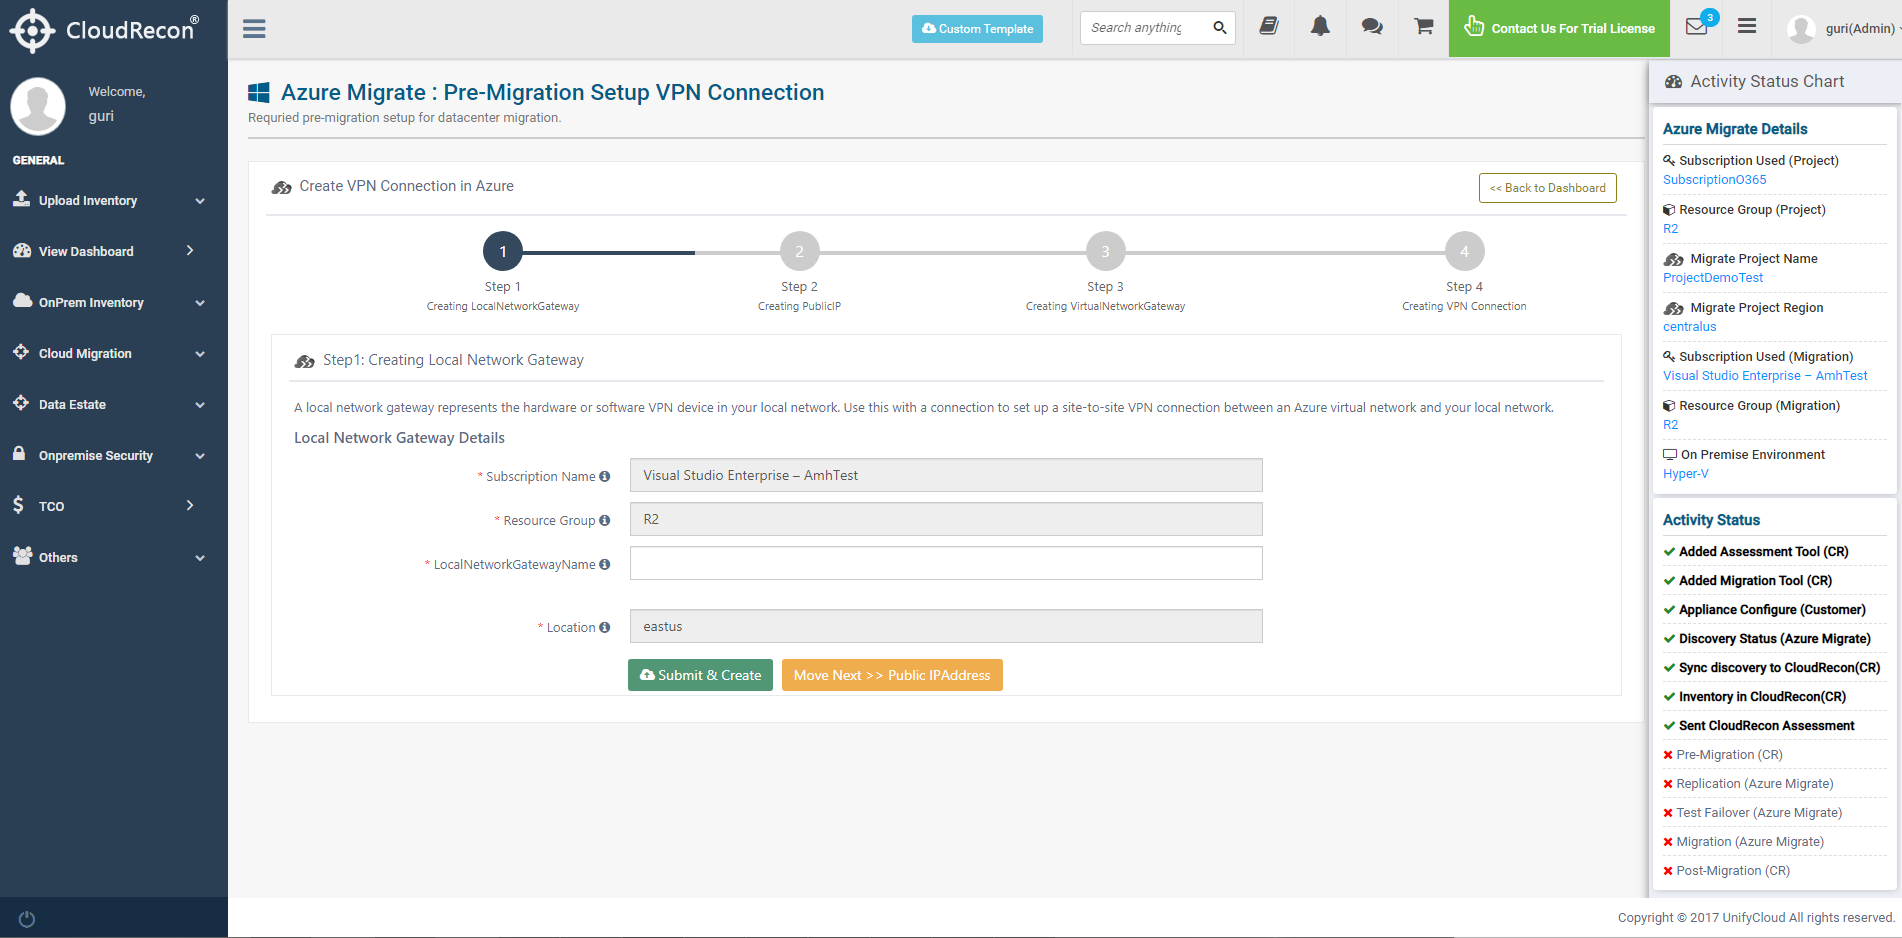 CloudRecon®
Welcome,
guri
GENERAL
Upload Inventory
View Dashboard
OnPrem Inventory
Cloud Migration
Data Estate
Onpremise Security
TCO
Others
Custom Template
Search anything
Contact Us For Trial License
3
guri(Admin)
Azure Migrate : Pre-Migration Setup VPN Connection
Requried pre-migration setup for datacenter migration.
Create VPN Connection in Azure
<< Back to Dashboard
1 2 3 4
Step 1 Step 2 Step 3 Step 4
Creating LocalNetworkGateway Creating PublicIP Creating VirtualNetworkGateway Creating VPN Connection
Step1: Creating Local Network Gateway
A local network gateway represents the hardware or software VPN device in your local network. Use this with a connection to set up a site-to-site VPN connection between an Azure virtual network and your local network.
Local Network Gateway Details
* Subscription Name Visual Studio Enterprise – AmhTest
* Resource Group R2
* LocalNetworkGatewayName
* Location eastus
Submit & Create Move Next >> Public IPAddress
Activity Status Chart
Azure Migrate Details
Subscription Used (Project)
SubscriptionO365
Resource Group (Project)
R2
Migrate Project Name
ProjectDemoTest
Migrate Project Region
centralus
Subscription Used (Migration)
Visual Studio Enterprise – AmhTest
Resource Group (Migration)
R2
On Premise Environment
Hyper-V
Activity Status
Added Assessment Tool (CR)
Added Migration Tool (CR)
Appliance Configure (Customer)
Discovery Status (Azure Migrate)
Sync discovery to CloudRecon(CR)
Inventory in CloudRecon(CR)
Sent CloudRecon Assessment
Pre-Migration (CR)
Replication (Azure Migrate)
Test Failover (Azure Migrate)
Migration (Azure Migrate)
Post-Migration (CR)
Copyright © 2017 UnifyCloud All rights reserved.